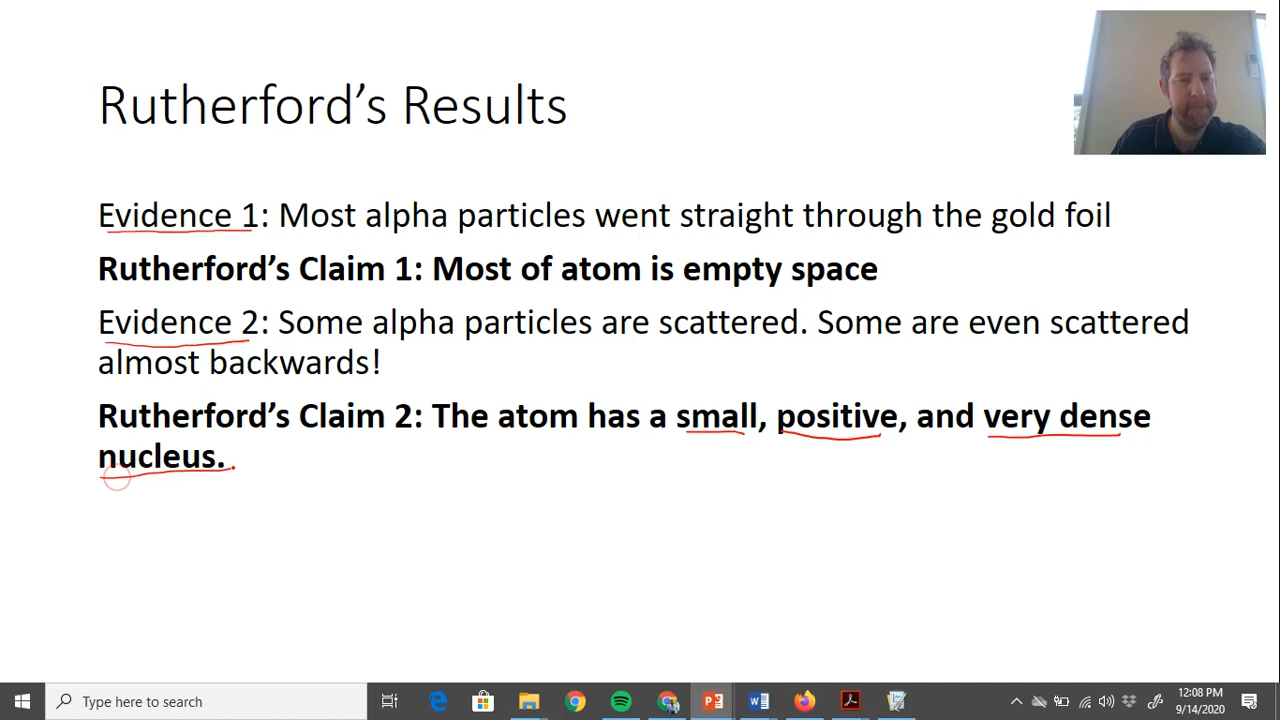 Rutherford’s Results
Evidence 1: Most alpha particles went straight through the gold foil
Rutherford’s Claim 1: Most of atom is empty space
Evidence 2: Some alpha particles are scattered. Some are even scattered
almost backwards!
Rutherford’s Claim 2: The atom has a small, positive, and very dense
nucleus.
Type here to search
12:08 PM
9/14/2020